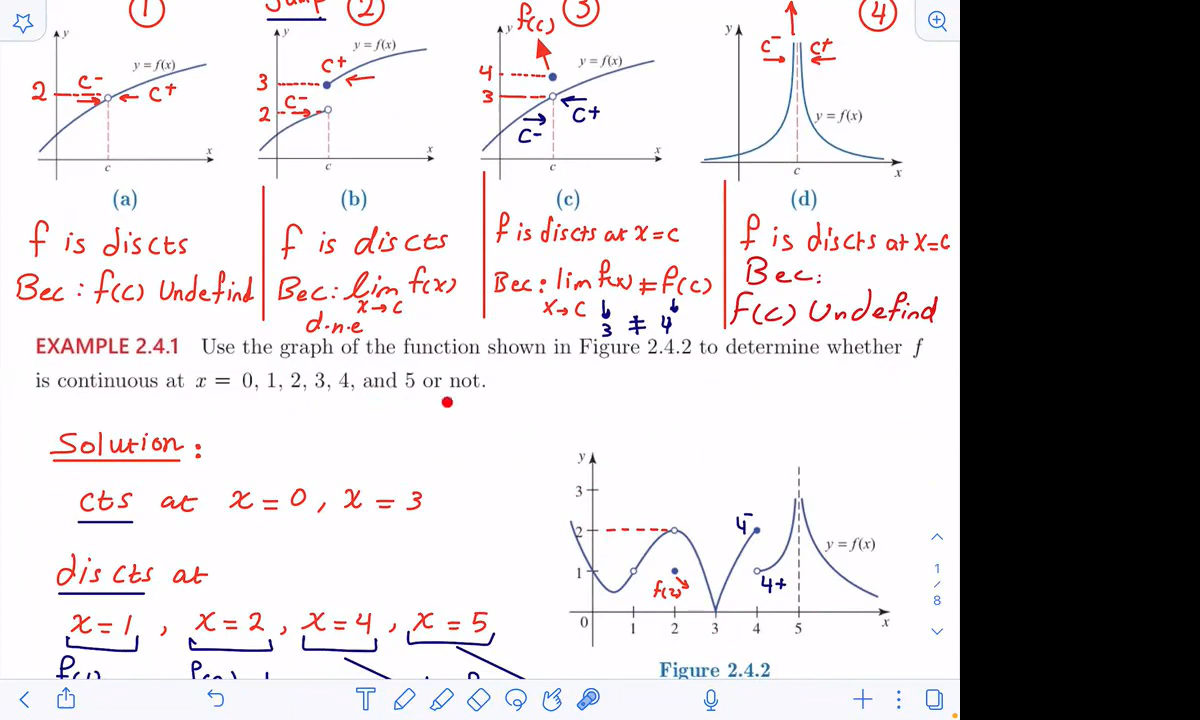 ① Jump ② f(c) ③ ④
y y y y
y = f(x) y = f(x) y = f(x)
2 c- c+
3 c+ 2 c-
4 3 c- c+
c- c+ y = f(x)
x x x x
c c c c
(a) (b) (c) (d)
f is discts
Bec : f(c) Undefind
f is discts
Bec: lim f(x)
x→c
d.n.e
f is discts at x=c
Bec: lim f(x) ≠ f(c)
x→c
3 ≠ 4
f is discts at x=c
Bec:
f(c) Undefind
EXAMPLE 2.4.1 Use the graph of the function shown in Figure 2.4.2 to determine whether f
is continuous at x = 0, 1, 2, 3, 4, and 5 or not.
Solution :
cts at x = 0 , x = 3
discts at
x = 1 , x = 2 , x = 4 , x = 5
y
3
2 4-
y = f(x)
1 f(2) 4+
0 1 2 3 4 5 x
Figure 2.4.2
1
/
8
T